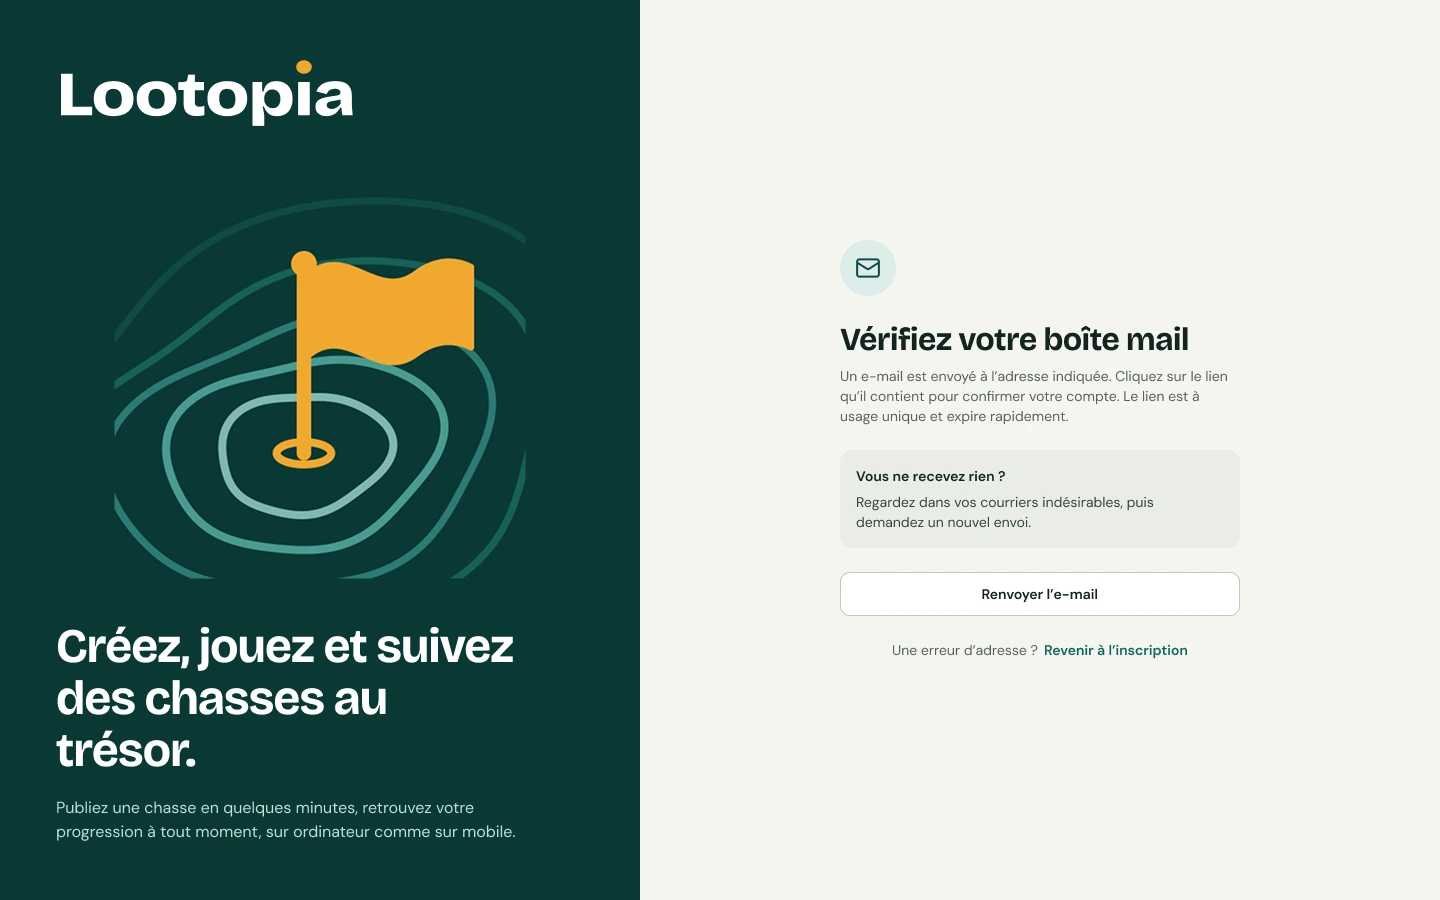 Lootopia
Créez, jouez et suivez
des chasses au
trésor.
Publiez une chasse en quelques minutes, retrouvez votre
progression à tout moment, sur ordinateur comme sur mobile.
Vérifiez votre boîte mail
Un e-mail est envoyé à l’adresse indiquée. Cliquez sur le lien
qu’il contient pour confirmer votre compte. Le lien est à
usage unique et expire rapidement.
Vous ne recevez rien ?
Regardez dans vos courriers indésirables, puis
demandez un nouvel envoi.
Renvoyer l’e-mail
Une erreur d’adresse ? Revenir à l’inscription